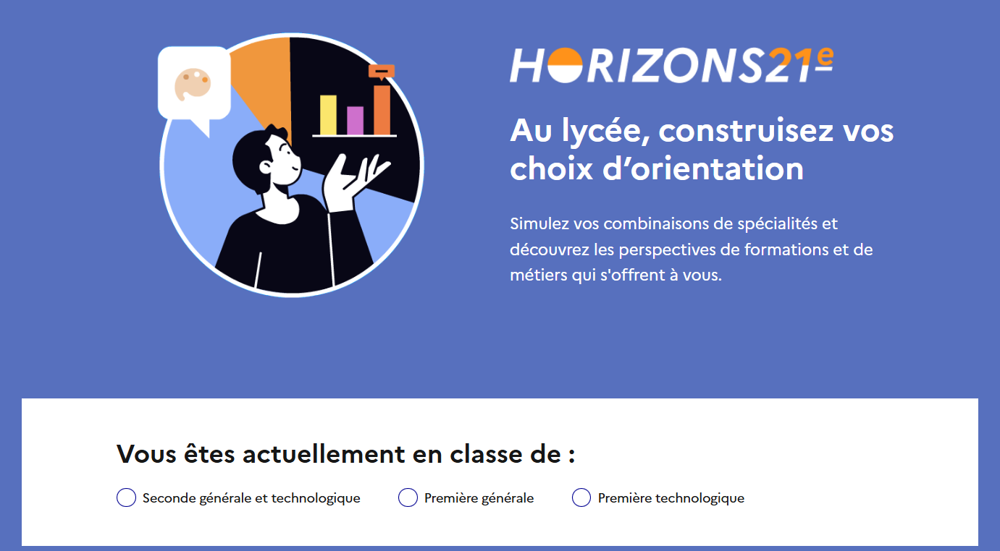 HORIZONS21e
Au lycée, construisez vos
choix d’orientation
Simulez vos combinaisons de spécialités et
découvrez les perspectives de formations et de
métiers qui s'offrent à vous.
Vous êtes actuellement en classe de :
Seconde générale et technologique
Première générale
Première technologique